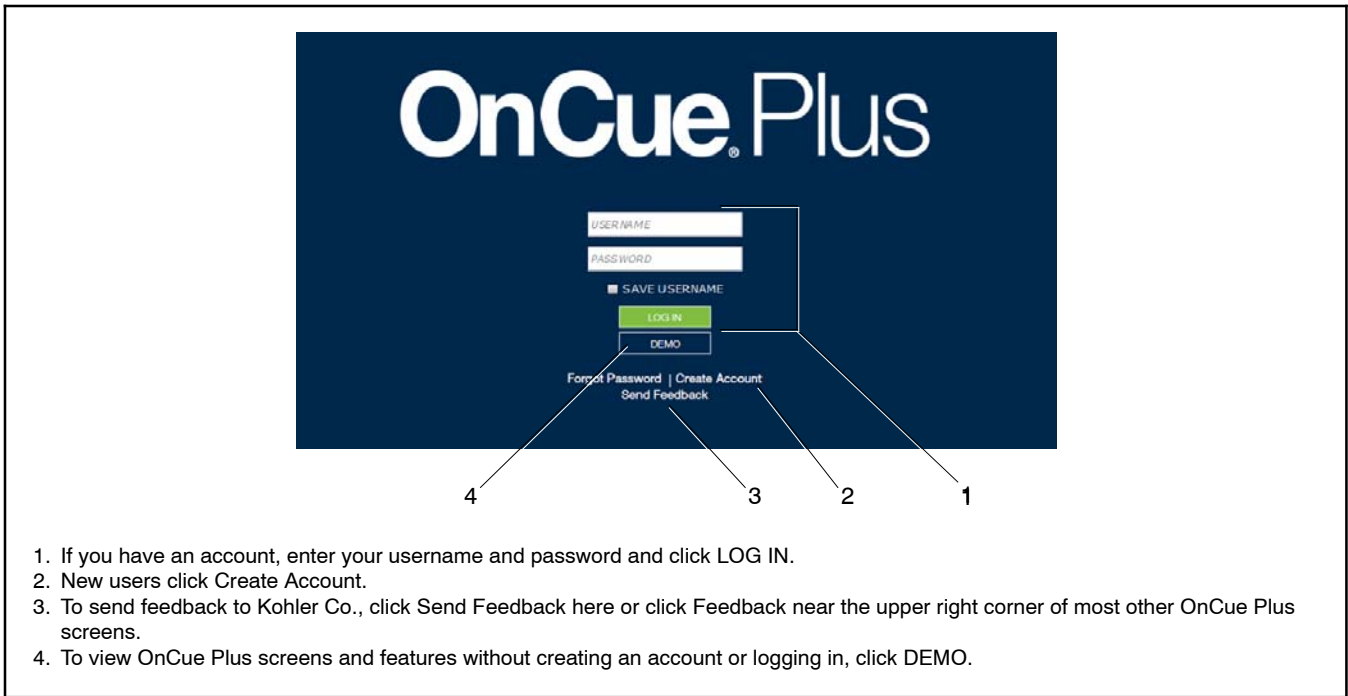 OnCue® Plus
USERNAME
PASSWORD
SAVE USERNAME
LOG IN
DEMO
Forgot Password | Create Account
Send Feedback
4 3 2 1
1. If you have an account, enter your username and password and click LOG IN.
2. New users click Create Account.
3. To send feedback to Kohler Co., click Send Feedback here or click Feedback near the upper right corner of most other OnCue Plus
screens.
4. To view OnCue Plus screens and features without creating an account or logging in, click DEMO.